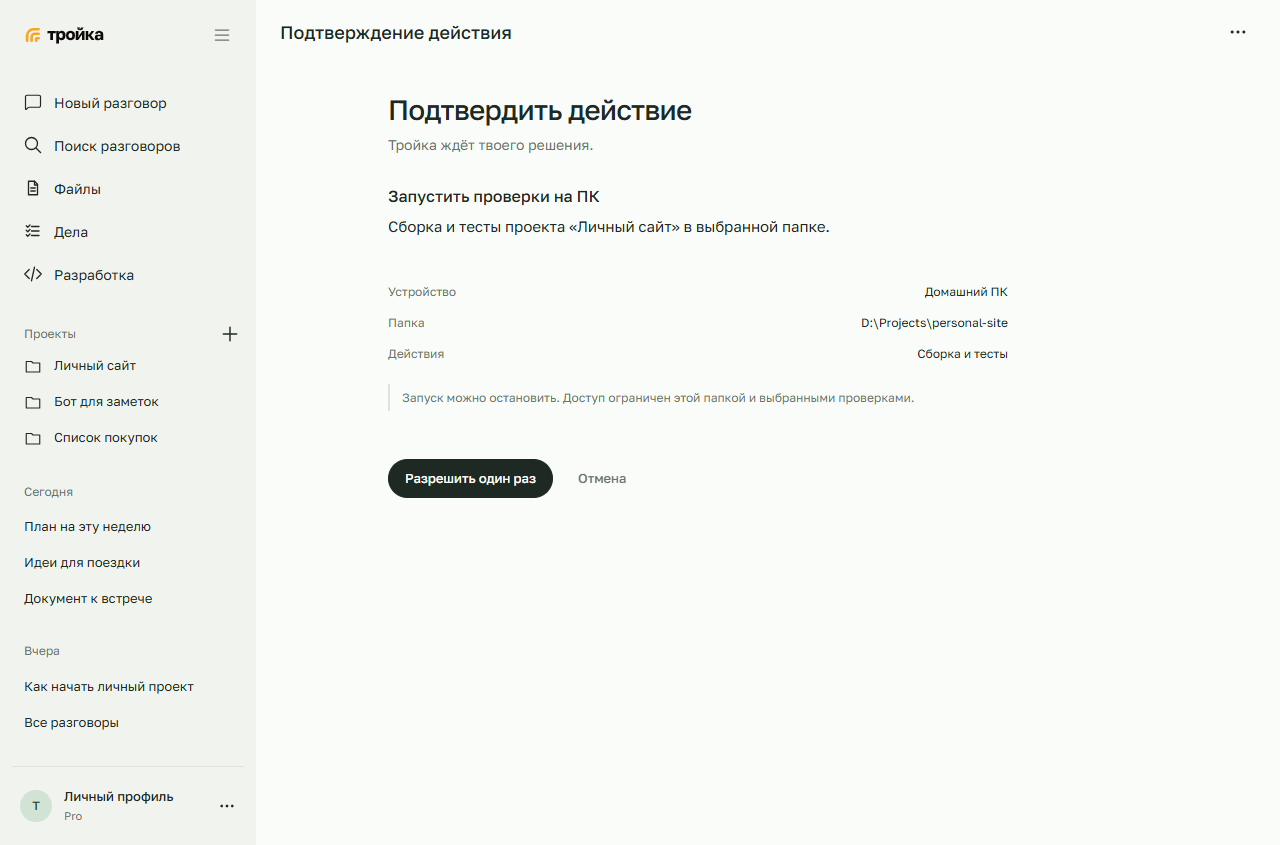 тройка
Новый разговор
Поиск разговоров
Файлы
Дела
Разработка
Проекты
Личный сайт
Бот для заметок
Список покупок
Сегодня
План на эту неделю
Идеи для поездки
Документ к встрече
Вчера
Как начать личный проект
Все разговоры
Т
Личный профиль
Pro
Подтверждение действия
Подтвердить действие
Тройка ждёт твоего решения.
Запустить проверки на ПК
Сборка и тесты проекта «Личный сайт» в выбранной папке.
Устройство Домашний ПК
Папка D:\Projects\personal-site
Действия Сборка и тесты
Запуск можно остановить. Доступ ограничен этой папкой и выбранными проверками.
Разрешить один раз Отмена